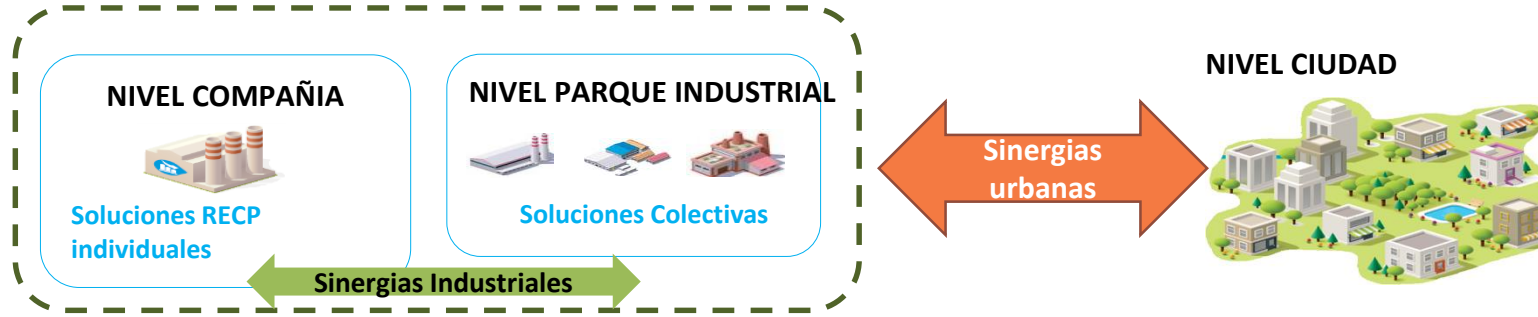 NIVEL COMPAÑIA
Soluciones RECP
individuales
NIVEL PARQUE INDUSTRIAL
Soluciones Colectivas
Sinergias Industriales
Sinergias
urbanas
NIVEL CIUDAD